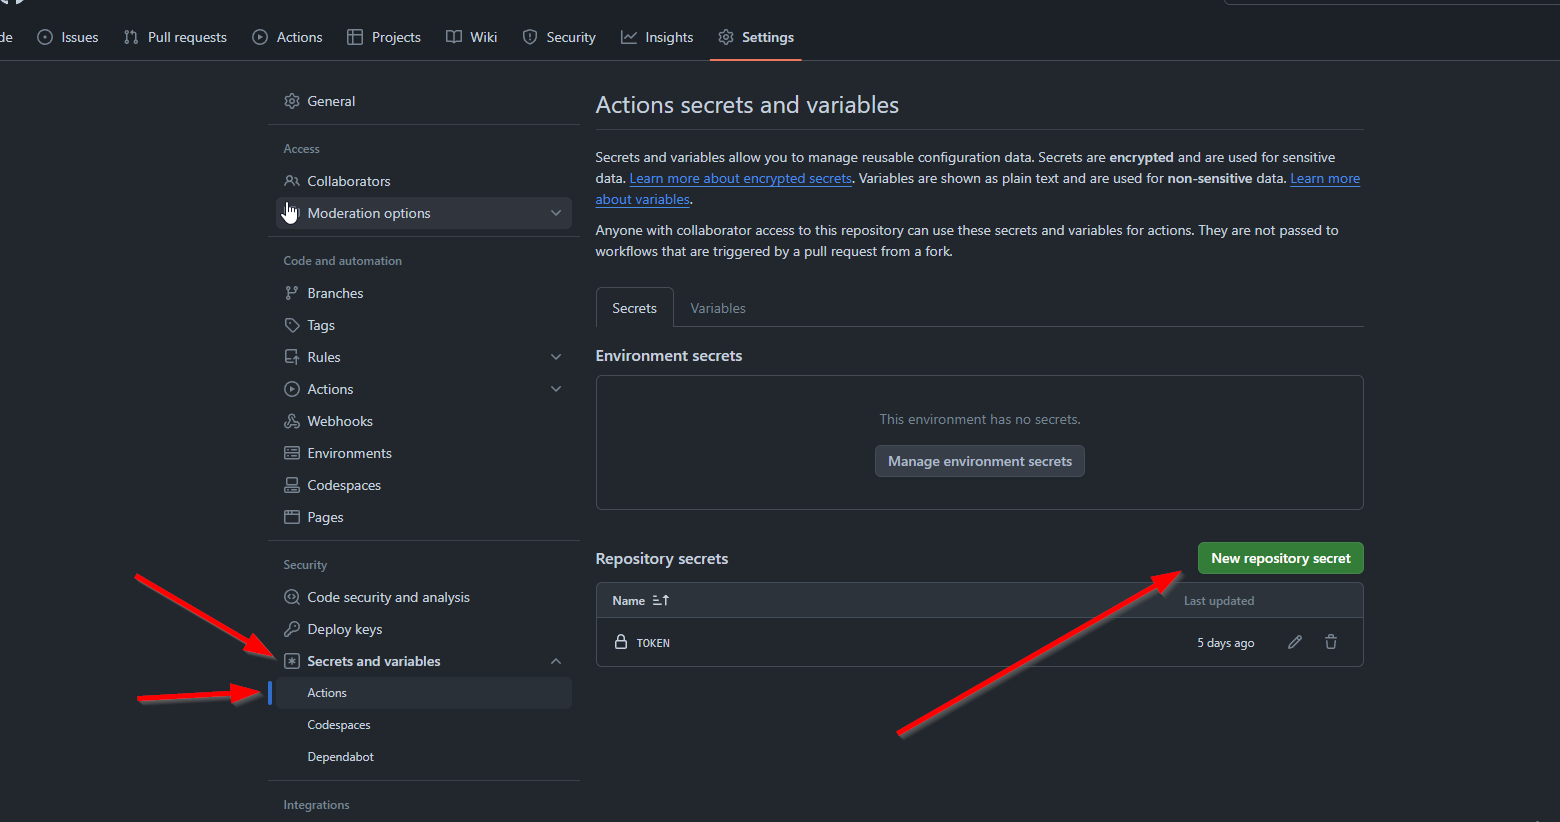 de Issues Pull requests Actions Projects Wiki Security Insights Settings
General
Access
Collaborators
Moderation options
Code and automation
Branches
Tags
Rules
Actions
Webhooks
Environments
Codespaces
Pages
Security
Code security and analysis
Deploy keys
Secrets and variables
Actions
Codespaces
Dependabot
Integrations
Actions secrets and variables
Secrets and variables allow you to manage reusable configuration data. Secrets are encrypted and are used for sensitive
data. Learn more about encrypted secrets. Variables are shown as plain text and are used for non-sensitive data. Learn more
about variables.
Anyone with collaborator access to this repository can use these secrets and variables for actions. They are not passed to
workflows that are triggered by a pull request from a fork.
Secrets Variables
Environment secrets
This environment has no secrets.
Manage environment secrets
Repository secrets New repository secret
Name Last updated
TOKEN 5 days ago